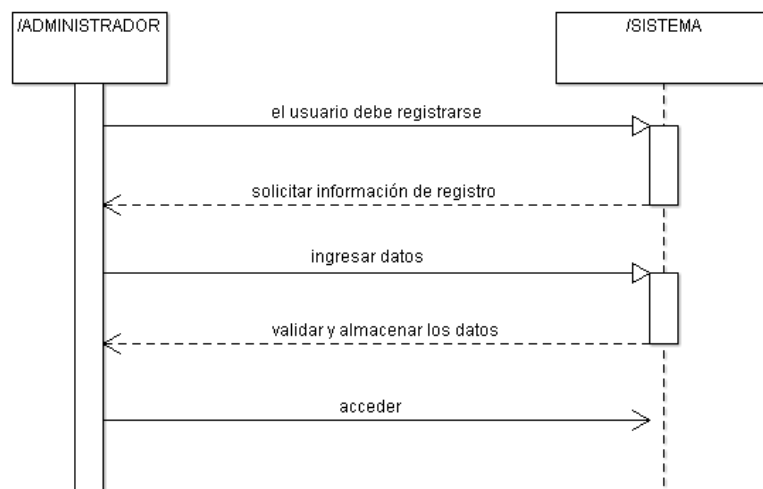 /ADMINISTRADOR
/SISTEMA
el usuario debe registrarse
solicitar información de registro
ingresar datos
validar y almacenar los datos
acceder